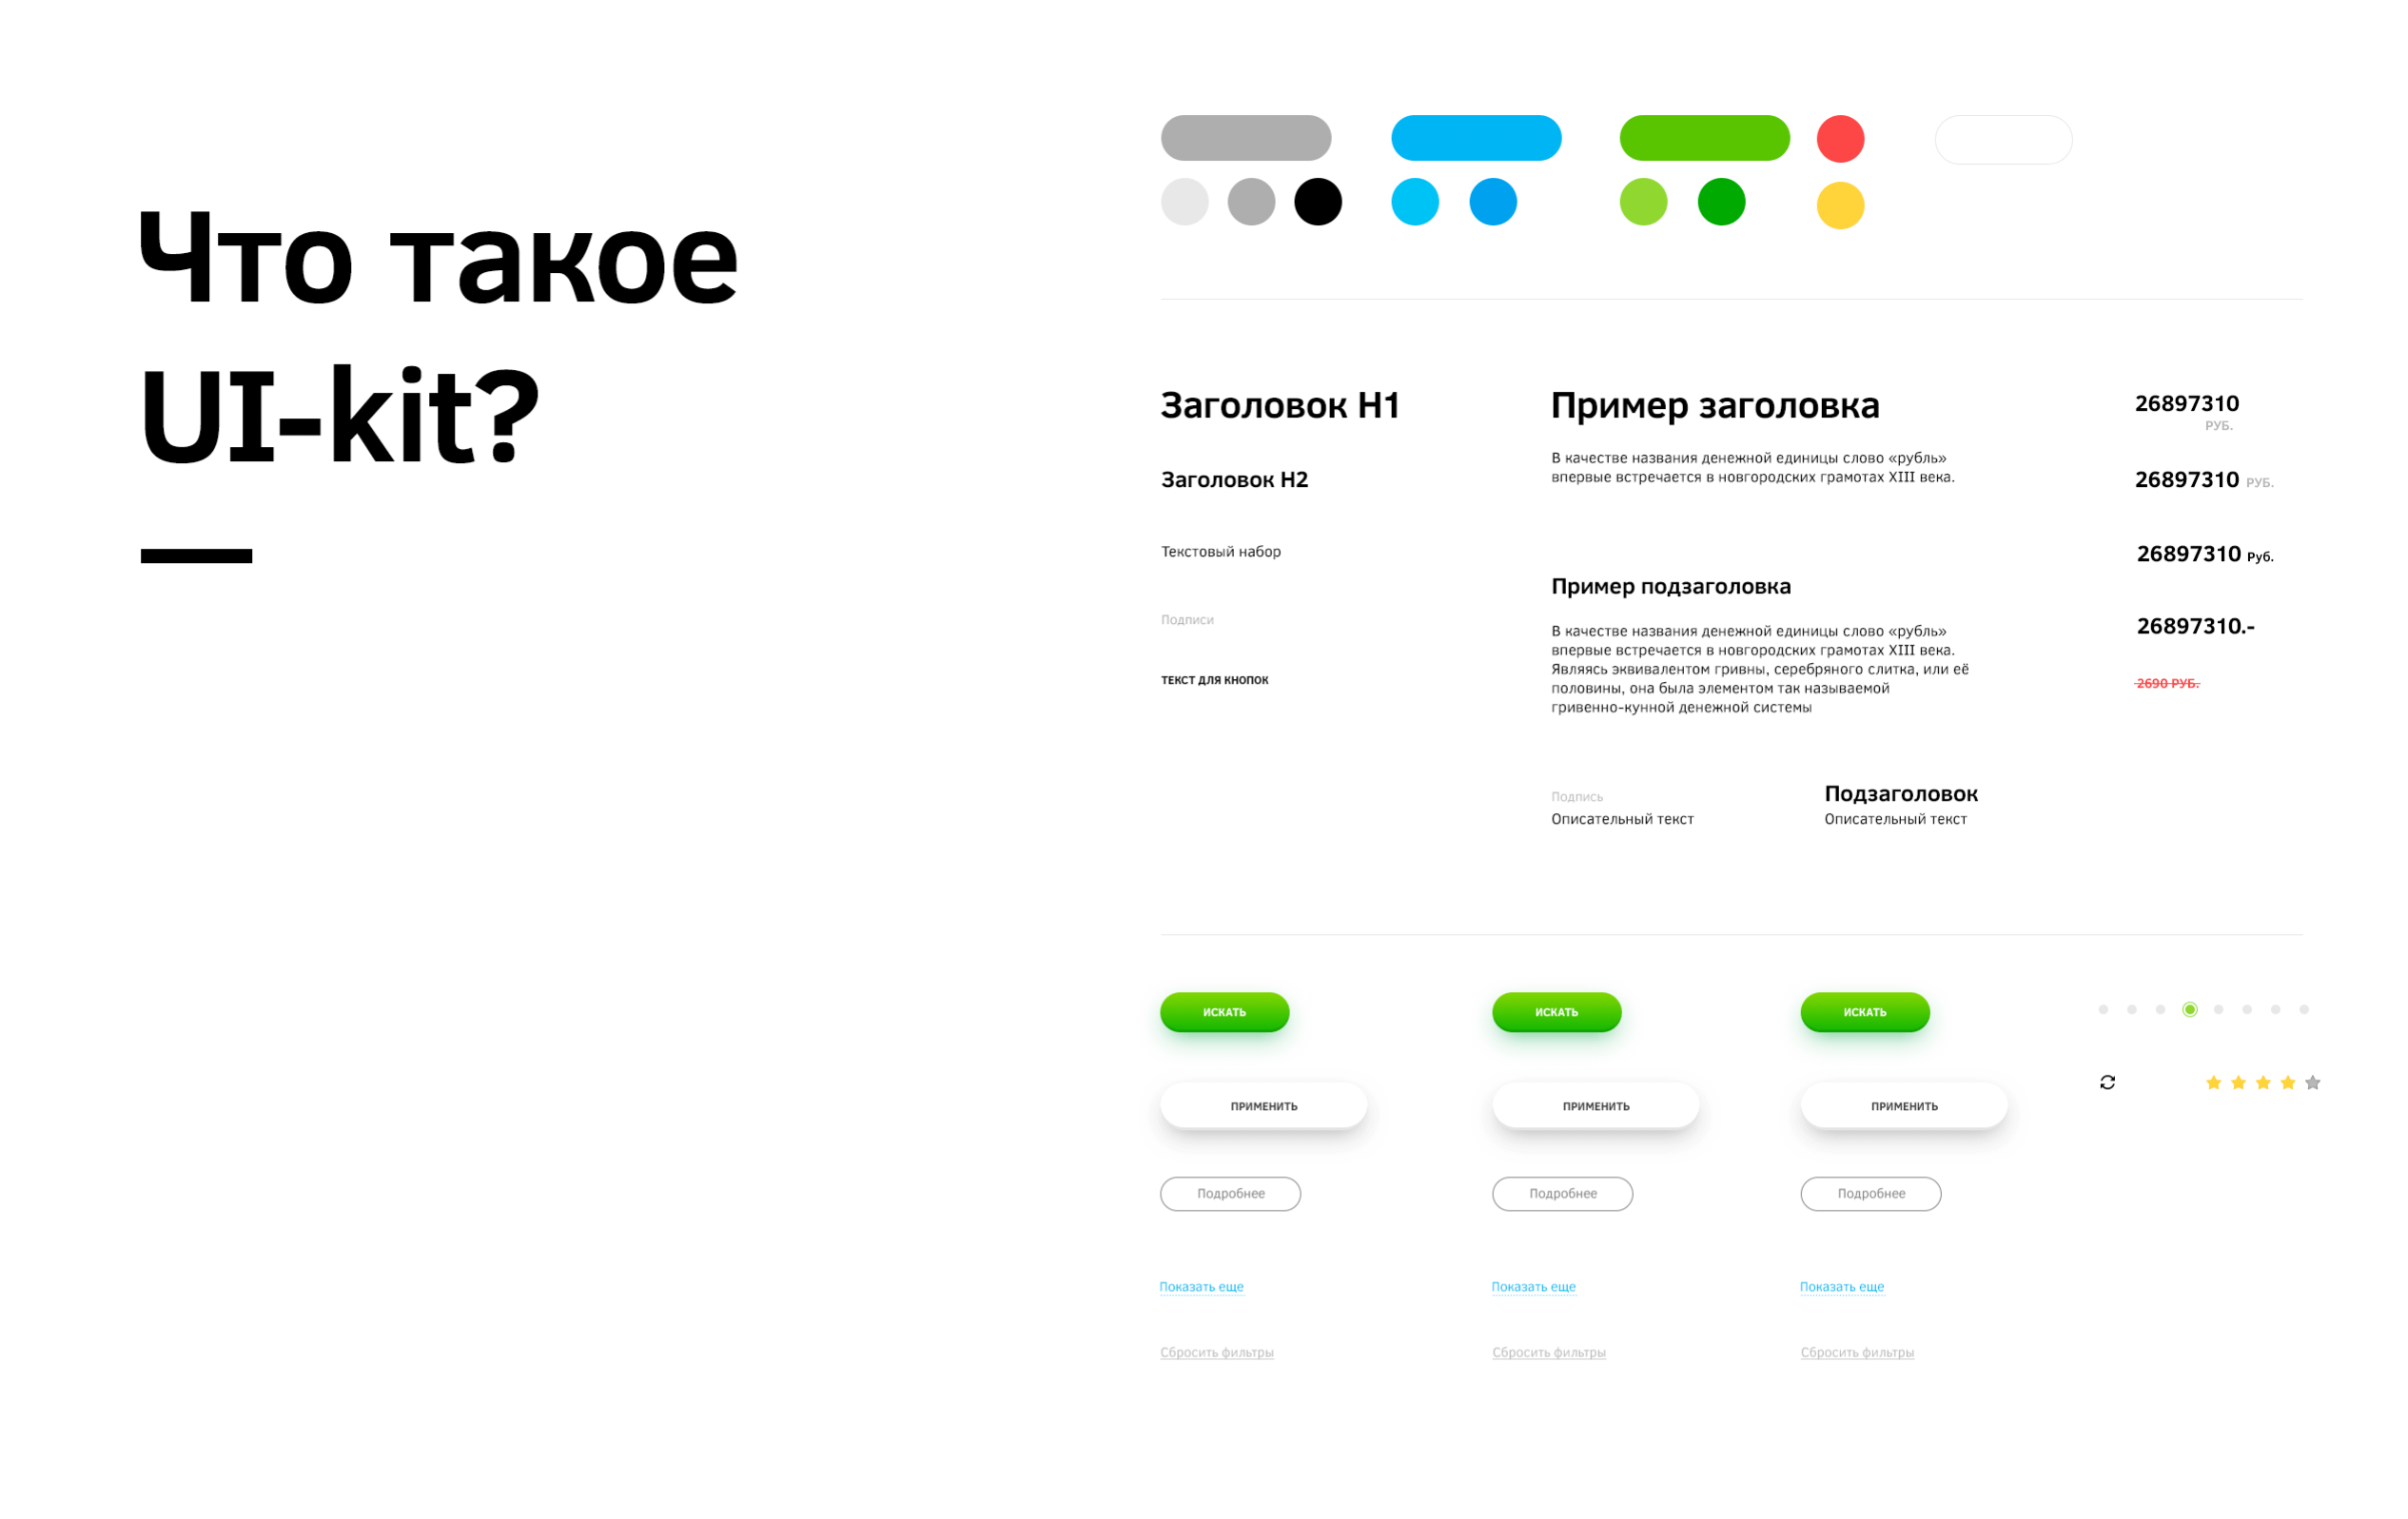 Что такое
UI-kit?
Заголовок H1
Заголовок H2
Текстовый набор
Подписи
ТЕКСТ ДЛЯ КНОПОК
Пример заголовка
В качестве названия денежной единицы слово «рубль»
впервые встречается в новгородских грамотах XIII века.
Пример подзаголовка
В качестве названия денежной единицы слово «рубль»
впервые встречается в новгородских грамотах XIII века.
Являясь эквивалентом гривны, серебряного слитка, или её
половины, она была элементом так называемой
гривенно-кунной денежной системы
Подпись
Описательный текст
Подзаголовок
Описательный текст
26897310
РУБ.
26897310 РУБ.
26897310 Руб.
26897310.-
2690 РУБ.
ИСКАТЬ
ИСКАТЬ
ИСКАТЬ
ПРИМЕНИТЬ
ПРИМЕНИТЬ
ПРИМЕНИТЬ
Подробнее
Подробнее
Подробнее
Показать еще
Показать еще
Показать еще
Сбросить фильтры
Сбросить фильтры
Сбросить фильтры